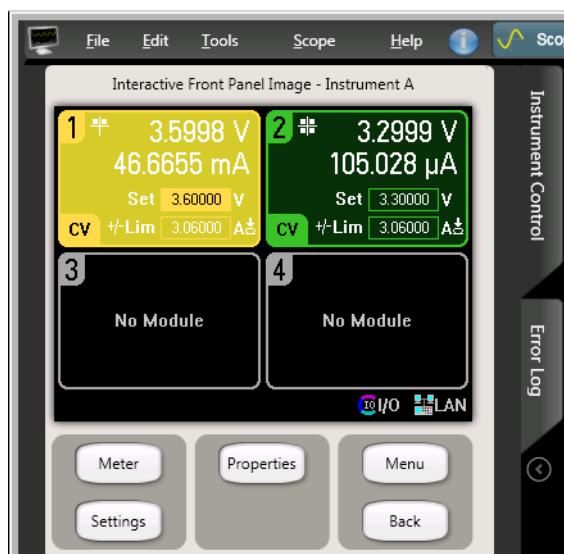 File Edit Tools Scope Help i Sco
Interactive Front Panel Image - Instrument A
1 3.5998 V
46.6655 mA
Set 3.60000 V
CV +/-Lim 3.06000 A
2 3.2999 V
105.028 µA
Set 3.30000 V
CV +/-Lim 3.06000 A
3
No Module
4
No Module
IO I/O LAN
Meter Properties Menu
Settings Back
Instrument Control
Error Log